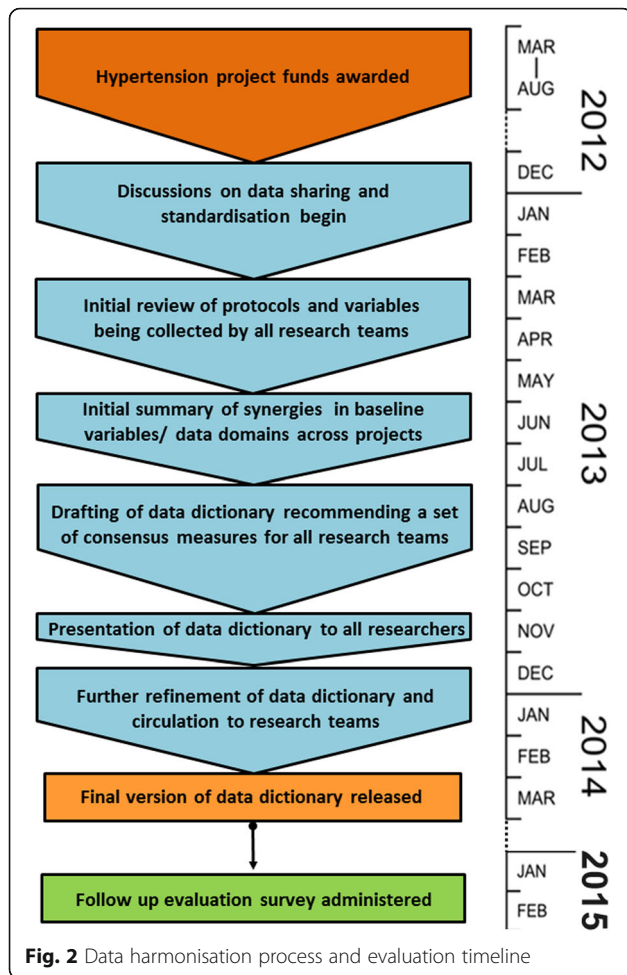 Hypertension project funds awarded
Discussions on data sharing and
standardisation begin
Initial review of protocols and variables
being collected by all research teams
Initial summary of synergies in baseline
variables/ data domains across projects
Drafting of data dictionary recommending a set
of consensus measures for all research teams
Presentation of data dictionary to all researchers
Further refinement of data dictionary and
circulation to research teams
Final version of data dictionary released
Follow up evaluation survey administered
MAR
AUG
DEC
2012
JAN
FEB
MAR
APR
MAY
JUN
JUL
AUG
SEP
OCT
NOV
DEC
2013
JAN
FEB
MAR
2014
JAN
FEB
2015
Fig. 2 Data harmonisation process and evaluation timeline